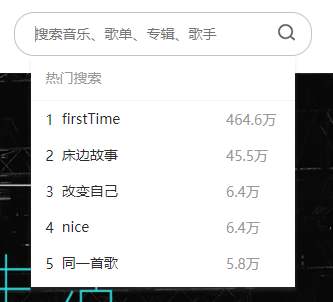 搜索音乐、歌单、专辑、歌手
热门搜索
1 firstTime 464.6万
2 床边故事 45.5万
3 改变自己 6.4万
4 nice 6.4万
5 同一首歌 5.8万